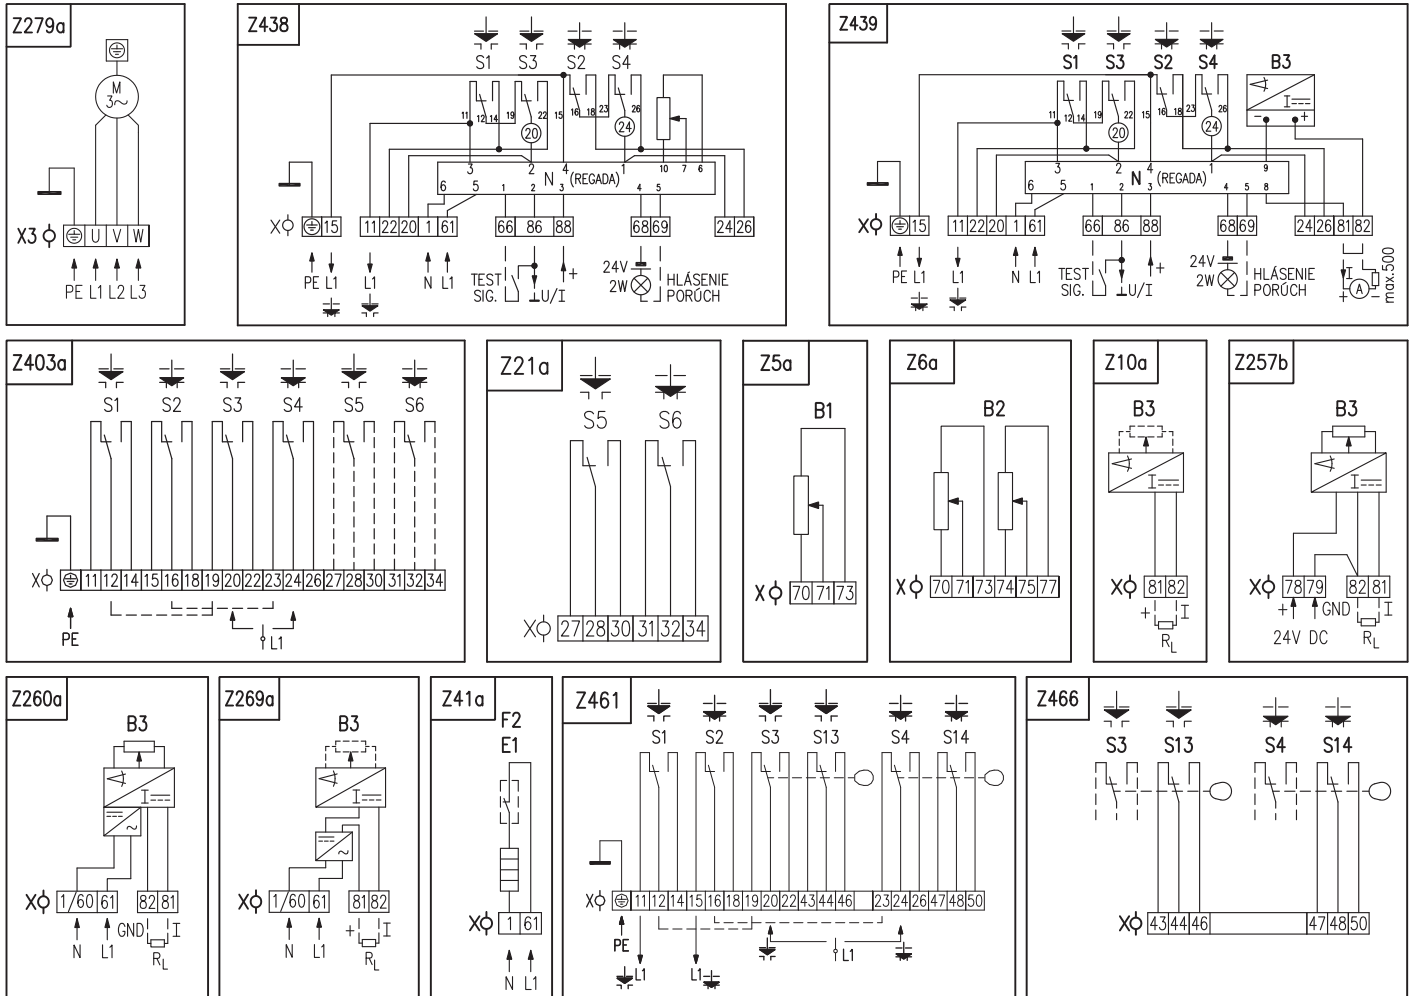 Z279a
M
3~
X3
U V W
PE L1 L2 L3
Z438
S1 S3 S2 S4
11 12 14 19 22 15 16 18 23 26
20 24
3 2 4 1 10 7 6
N (REGADA)
6 5 1 2 3 4 5
X 15 11 22 20 1 61 66 86 88 68 69 24 26
PE L1 L1 N L1
TEST
SIG.
U/I
+
24V
2W
HLÁSENIE
PORÚCH
Z439
S1 S3 S2 S4 B3
I
- +
11 12 14 19 22 15 16 18 23 26
20 24
3 2 4 1 9
N (REGADA)
6 5 1 2 3 4 5 8
X 15 11 22 20 1 61 66 86 88 68 69 24 26 81 82
PE L1 L1 N L1
TEST
SIG.
U/I
+
24V
2W
HLÁSENIE
PORÚCH
I
A
+ -
max.500
Z403a
S1 S2 S3 S4 S5 S6
X 11 12 14 15 16 18 19 20 22 23 24 26 27 28 30 31 32 34
PE
L1
Z21a
S5 S6
X 27 28 30 31 32 34
Z5a
B1
X 70 71 73
Z6a
B2
X 70 71 73 74 75 77
Z10a
B3
I
X 81 82
+ I
RL
Z257b
B3
I
X 78 79 82 81
+ GND I
24V DC RL
Z260a
B3
I
~
X 1/60 61 82 81
GND I
N L1 RL
Z269a
B3
I
~
X 1/60 61 81 82
+ I
N L1 RL
Z41a
F2
E1
X 1 61
N L1
Z461
S1 S2 S3 S13 S4 S14
X 11 12 14 15 16 18 19 20 22 43 44 46 23 24 26 47 48 50
PE
L1 L1 L1
Z466
S3 S13 S4 S14
X 43 44 46 47 48 50